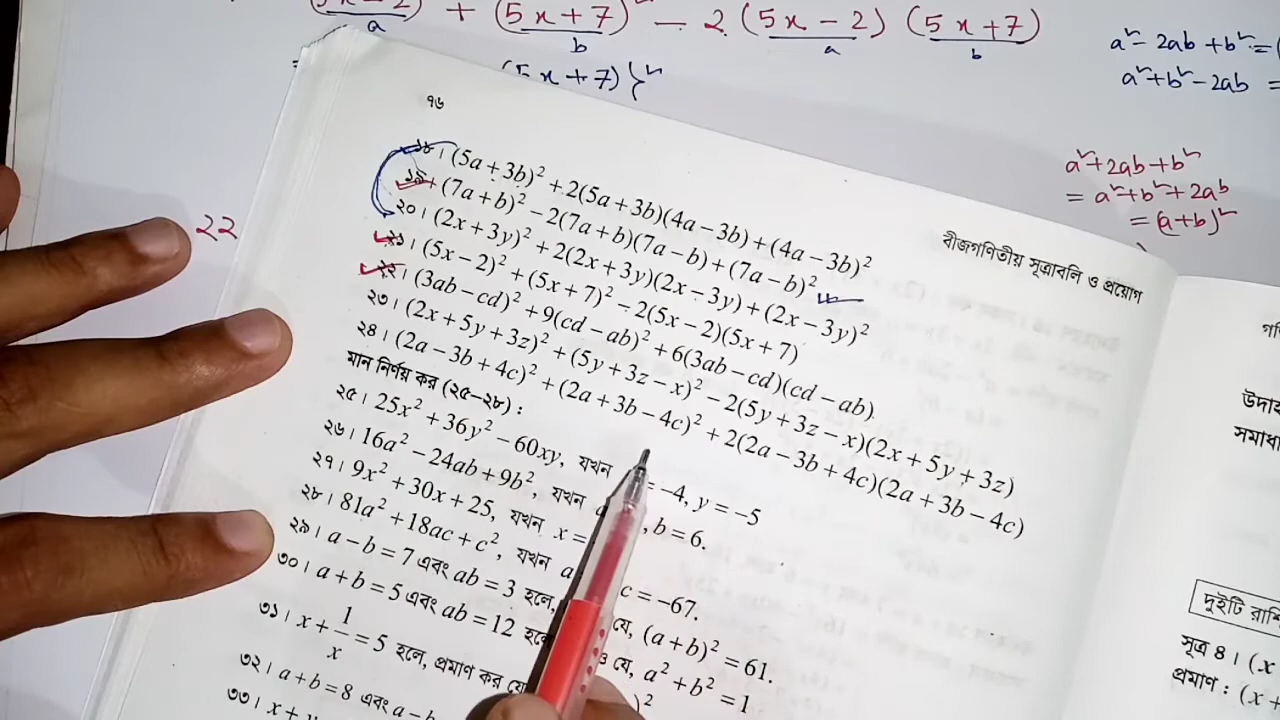 (5x+7)² − 2 (5x−2) (5x+7)
a b a b
(5x+7)}²
a² − 2ab + b² =
a² + b² − 2ab =
a²+2ab+b²
= a²+b²+2ab
= (a+b)²
22
৭৬
বীজগণিতীয় সূত্রাবলি ও প্রয়োগ
১৮। (5a+3b)² + 2(5a+3b)(4a−3b) + (4a−3b)²
১৯। (7a+b)² − 2(7a+b)(7a−b) + (7a−b)²
২০। (2x+3y)² + 2(2x+3y)(2x−3y) + (2x−3y)²
২১। (5x−2)² + (5x+7)² − 2(5x−2)(5x+7)
২২। (3ab−cd)² + 9(cd−ab)² + 6(3ab−cd)(cd−ab)
২৩। (2x+5y+3z)² + (5y+3z−x)² − 2(5y+3z−x)(2x+5y+3z)
২৪। (2a−3b+4c)² + (2a+3b−4c)² + 2(2a−3b+4c)(2a+3b−4c)
মান নির্ণয় কর (২৫−২৮) :
২৫। 25x² + 36y² − 60xy, যখন = −4, y = −5
২৬। 16a² − 24ab + 9b², যখন a , b = 6.
২৭। 9x² + 30x + 25, যখন x =
২৮। 81a² + 18ac + c², যখন a c = −67.
২৯। a − b = 7 এবং ab = 3 হলে, যে, (a+b)² = 61.
৩০। a + b = 5 এবং ab = 12 হলে ও যে, a² + b² = 1
৩১। x + 1/x = 5 হলে, প্রমাণ কর যে )²
৩২। a + b = 8 এবং a − b
৩৩। x +
উদাহ
সমাধা
দুইটি রাশি
সূত্র ৪। (x
প্রমাণ : (x +